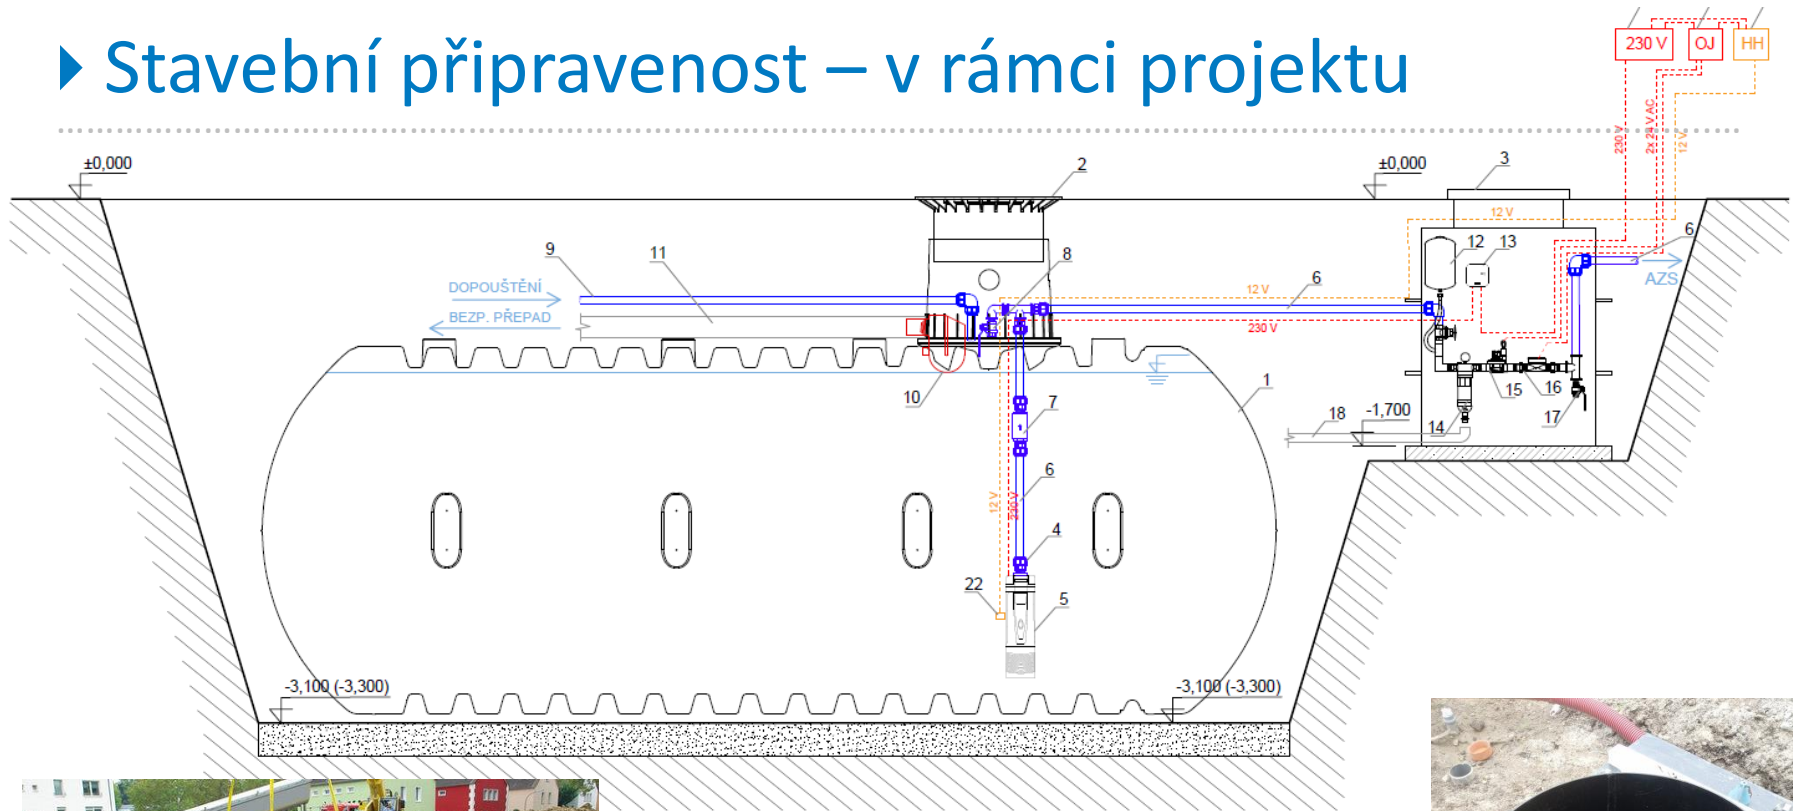 Stavební připravenost – v rámci projektu
230 V
OJ
HH
230 V
2x 24 V AC
12 V
±0,000
2
±0,000
3
12 V
9
11
8
12
13
6
DOPOUŠTĚNÍ
BEZP. PŘEPAD
12 V
6
230 V
AZS
10
1
7
15
16
17
14
18
-1,700
6
12 V
230 V
4
22
5
-3,100 (-3,300)
-3,100 (-3,300)